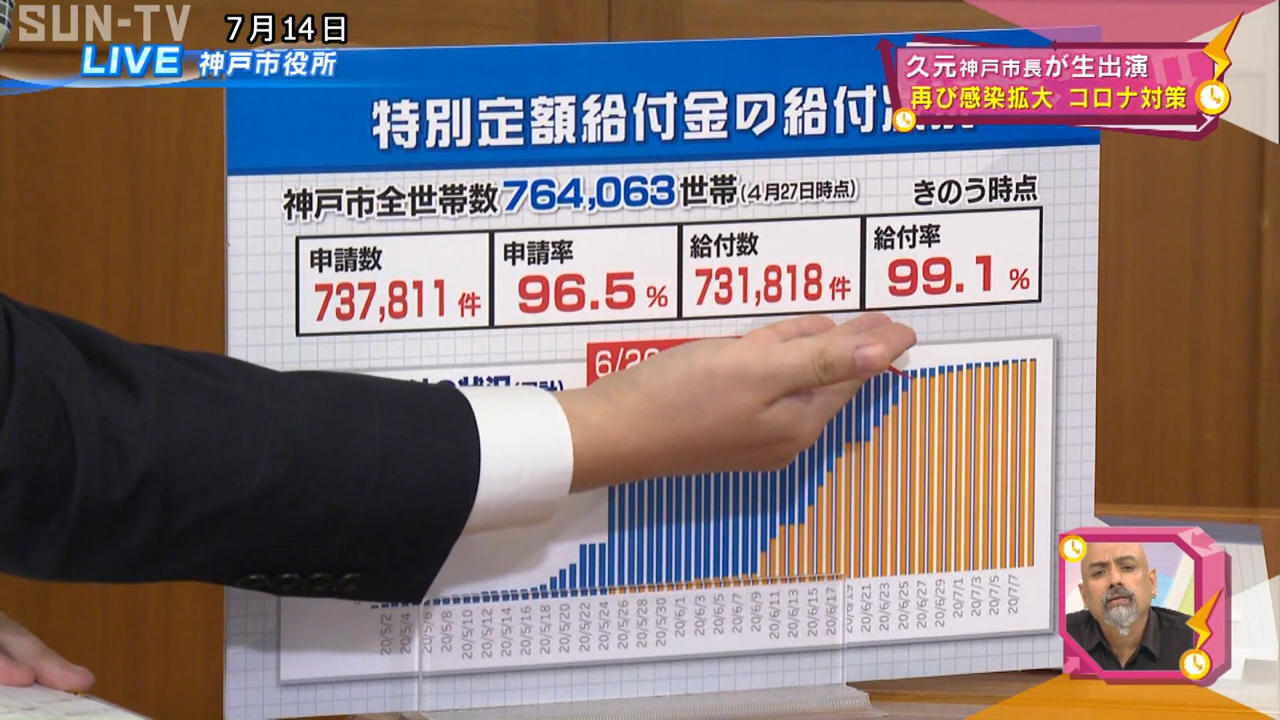 SUN-TV
7月14日
LIVE 神戸市役所
久元神戸市長が生出演
再び感染拡大 コロナ対策
特別定額給付金の給付
神戸市全世帯数764,063世帯(4月27日時点) きのう時点
申請数 申請率 給付数 給付率
737,811件 96.5% 731,818件 99.1%
20/5/2 20/5/4 20/5/6 20/5/8 20/5/10 20/5/12 20/5/14 20/5/16 20/5/18 20/5/20 20/5/22 20/5/24 20/5/26 20/5/28 20/5/30 20/6/1 20/6/3 20/6/5 20/6/7 20/6/9 20/6/11 20/6/13 20/6/15 20/6/17 20/6/19 20/6/21 20/6/23 20/6/25 20/6/27 20/6/29 20/7/1 20/7/3 20/7/5 20/7/7